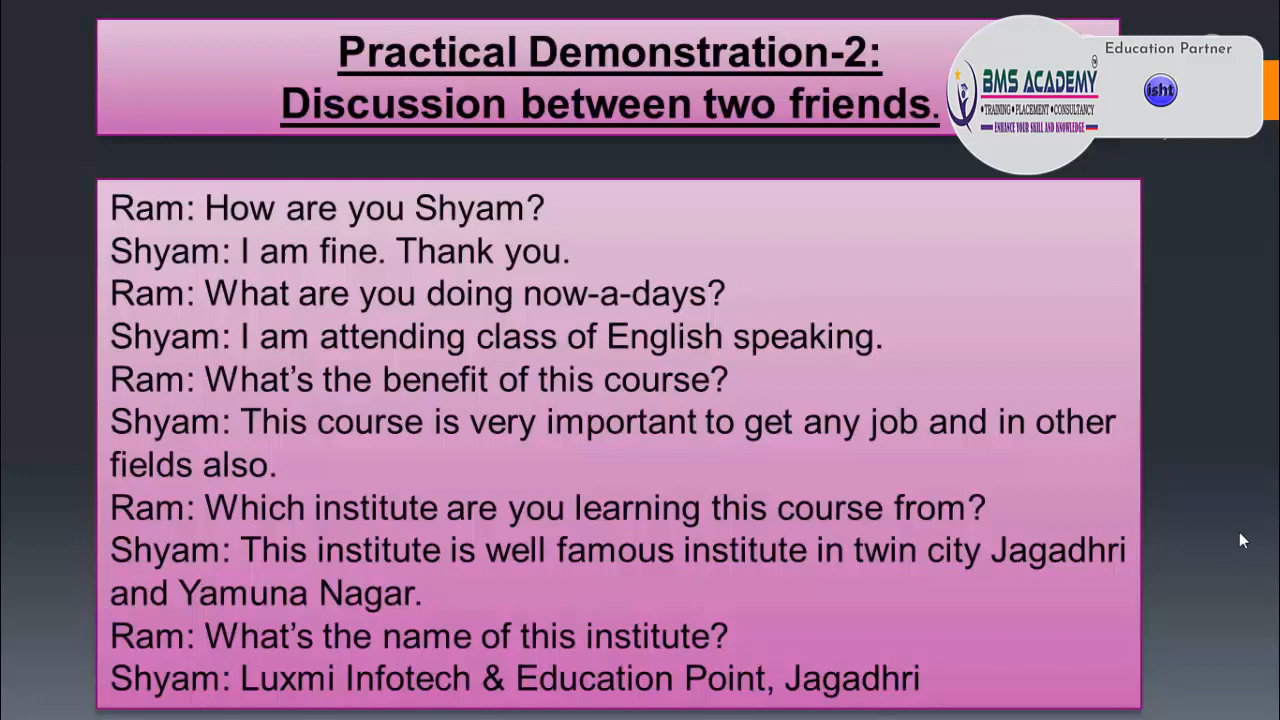 Practical Demonstration-2:
Discussion between two friends.
Education Partner
BMS ACADEMY
•TRAINING •PLACEMENT •CONSULTANCY
ENHANCE YOUR SKILL AND KNOWLEDGE
isht
Ram: How are you Shyam?
Shyam: I am fine. Thank you.
Ram: What are you doing now-a-days?
Shyam: I am attending class of English speaking.
Ram: What’s the benefit of this course?
Shyam: This course is very important to get any job and in other
fields also.
Ram: Which institute are you learning this course from?
Shyam: This institute is well famous institute in twin city Jagadhri
and Yamuna Nagar.
Ram: What’s the name of this institute?
Shyam: Luxmi Infotech & Education Point, Jagadhri